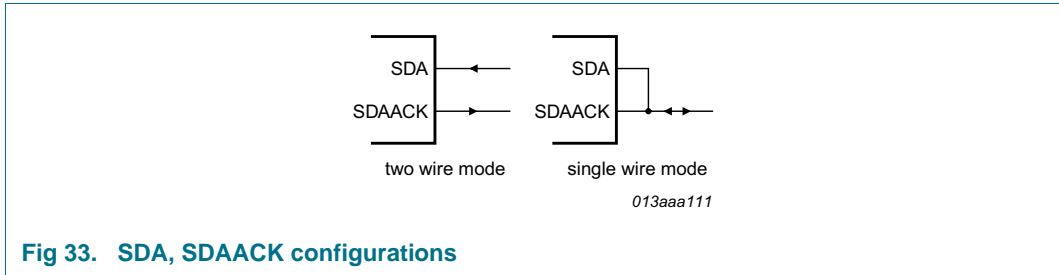 SDA
SDAACK
two wire mode
SDA
SDAACK
single wire mode
013aaa111
Fig 33. SDA, SDAACK configurations